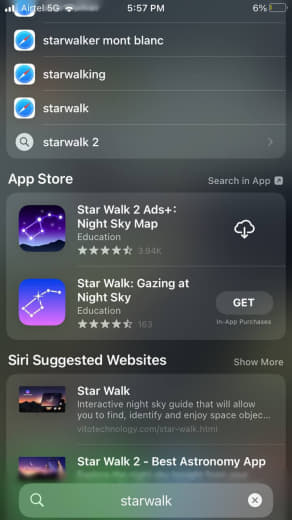 Airtel 5G
5:57 PM
6%
starwalker mont blanc
starwalking
starwalk
starwalk 2
App Store
Search in App
Star Walk 2 Ads+:
Night Sky Map
Education
3.94K
Star Walk: Gazing at
Night Sky
Education
163
GET
In-App Purchases
Siri Suggested Websites
Show More
Star Walk
Interactive night sky guide that will allow
you to find, identify and enjoy space objec...
vitotechnology.com/star-walk.html
Star Walk 2 - Best Astronomy App
starwalk